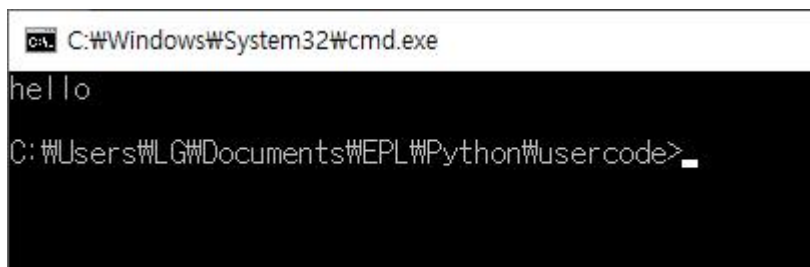 C:₩Windows₩System32₩cmd.exe
hello
C:₩Users₩LG₩Documents₩EPL₩Python₩usercode>